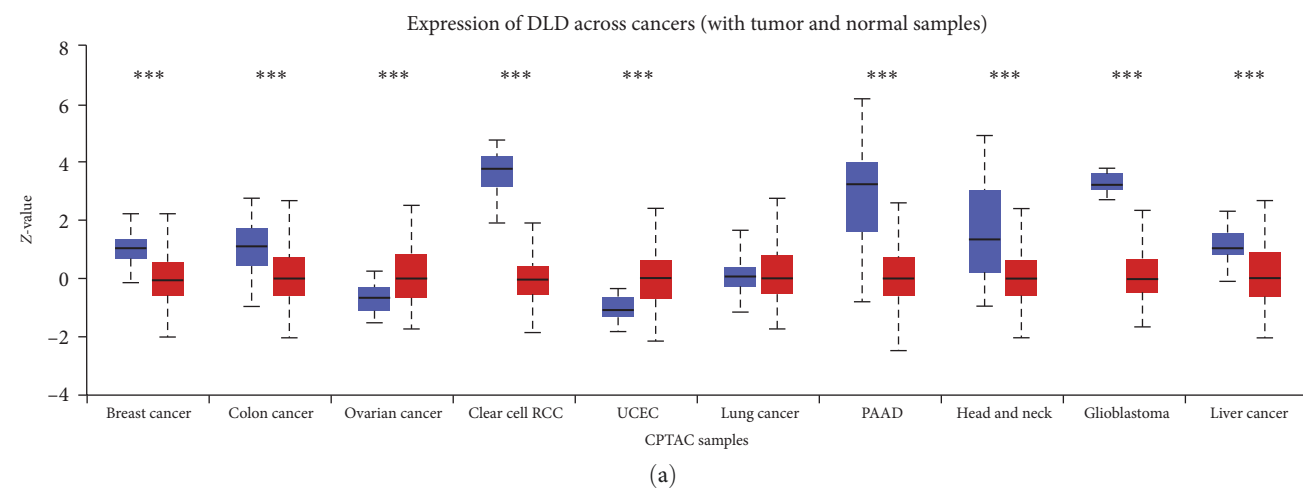 Expression of DLD across cancers (with tumor and normal samples)
8
6
4
2
0
−2
−4
Z-value
*** *** *** *** *** *** *** *** ***
Breast cancer Colon cancer Ovarian cancer Clear cell RCC UCEC Lung cancer PAAD Head and neck Glioblastoma Liver cancer
CPTAC samples
(a)